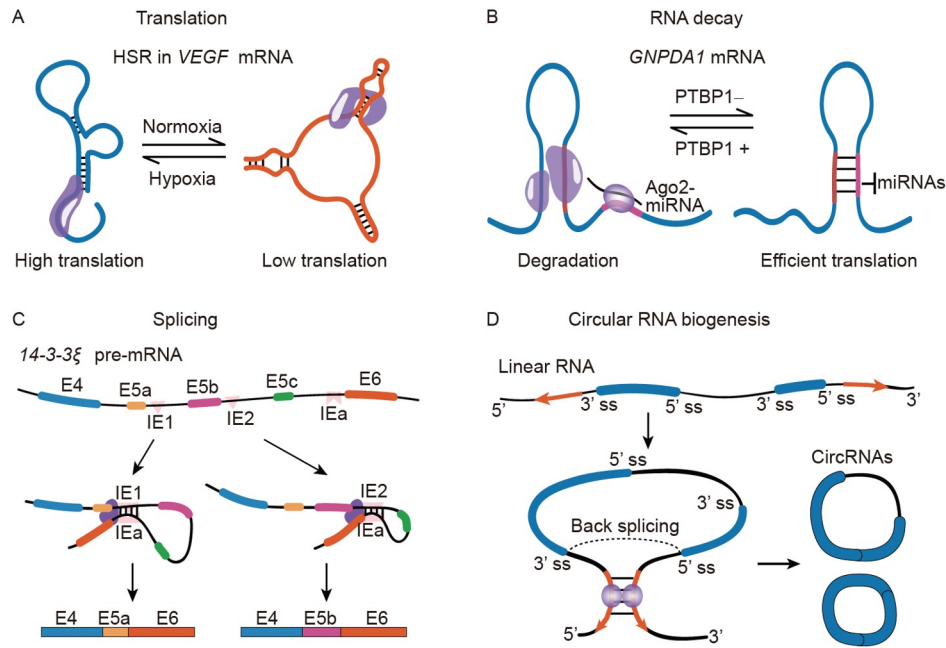 A
Translation
HSR in VEGF mRNA
Normoxia
Hypoxia
High translation
Low translation
B
RNA decay
GNPDA1 mRNA
PTBP1−
PTBP1 +
Ago2-
miRNA
miRNAs
Degradation
Efficient translation
C
Splicing
14-3-3ξ pre-mRNA
E4
E5a
E5b
E5c
E6
IE1
IE2
IEa
IE1
IEa
IE2
IEa
E4 E5a E6
E4 E5b E6
D
Circular RNA biogenesis
Linear RNA
5’
3’ ss
5’ ss
3’ ss
5’ ss
3’
5’ ss
3’ ss
Back splicing
3’ ss
5’ ss
5’
3’
CircRNAs